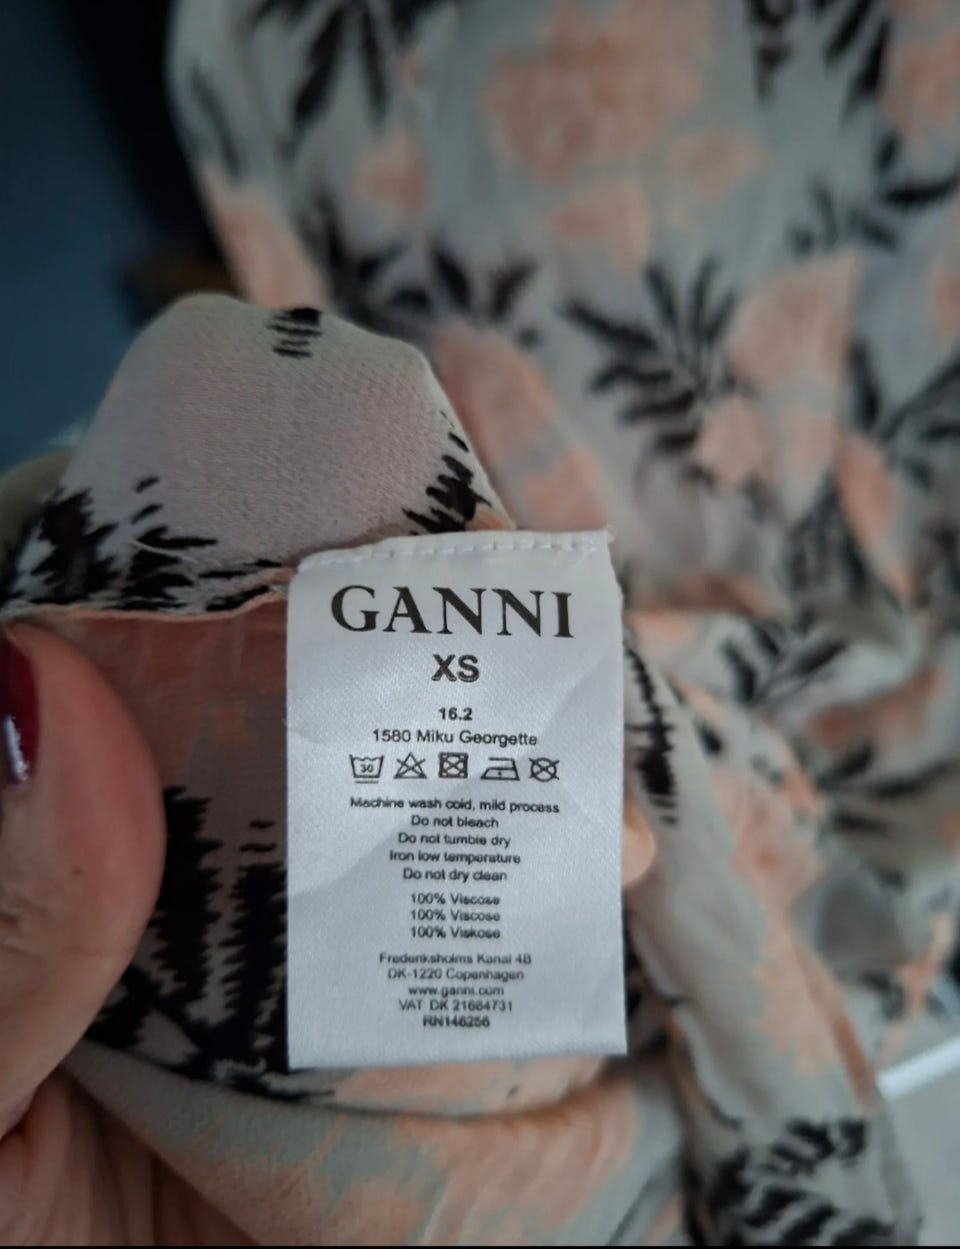 GANNI
XS
16.2
1580 Miku Georgette
30
Machine wash cold, mild process
Do not bleach
Do not tumble dry
Iron low temperature
Do not dry clean
100% Viscose
100% Viscose
100% Viskose
Frederiksholms Kanal 4B
DK-1220 Copenhagen
www.ganni.com
VAT DK 21664731
RN146256